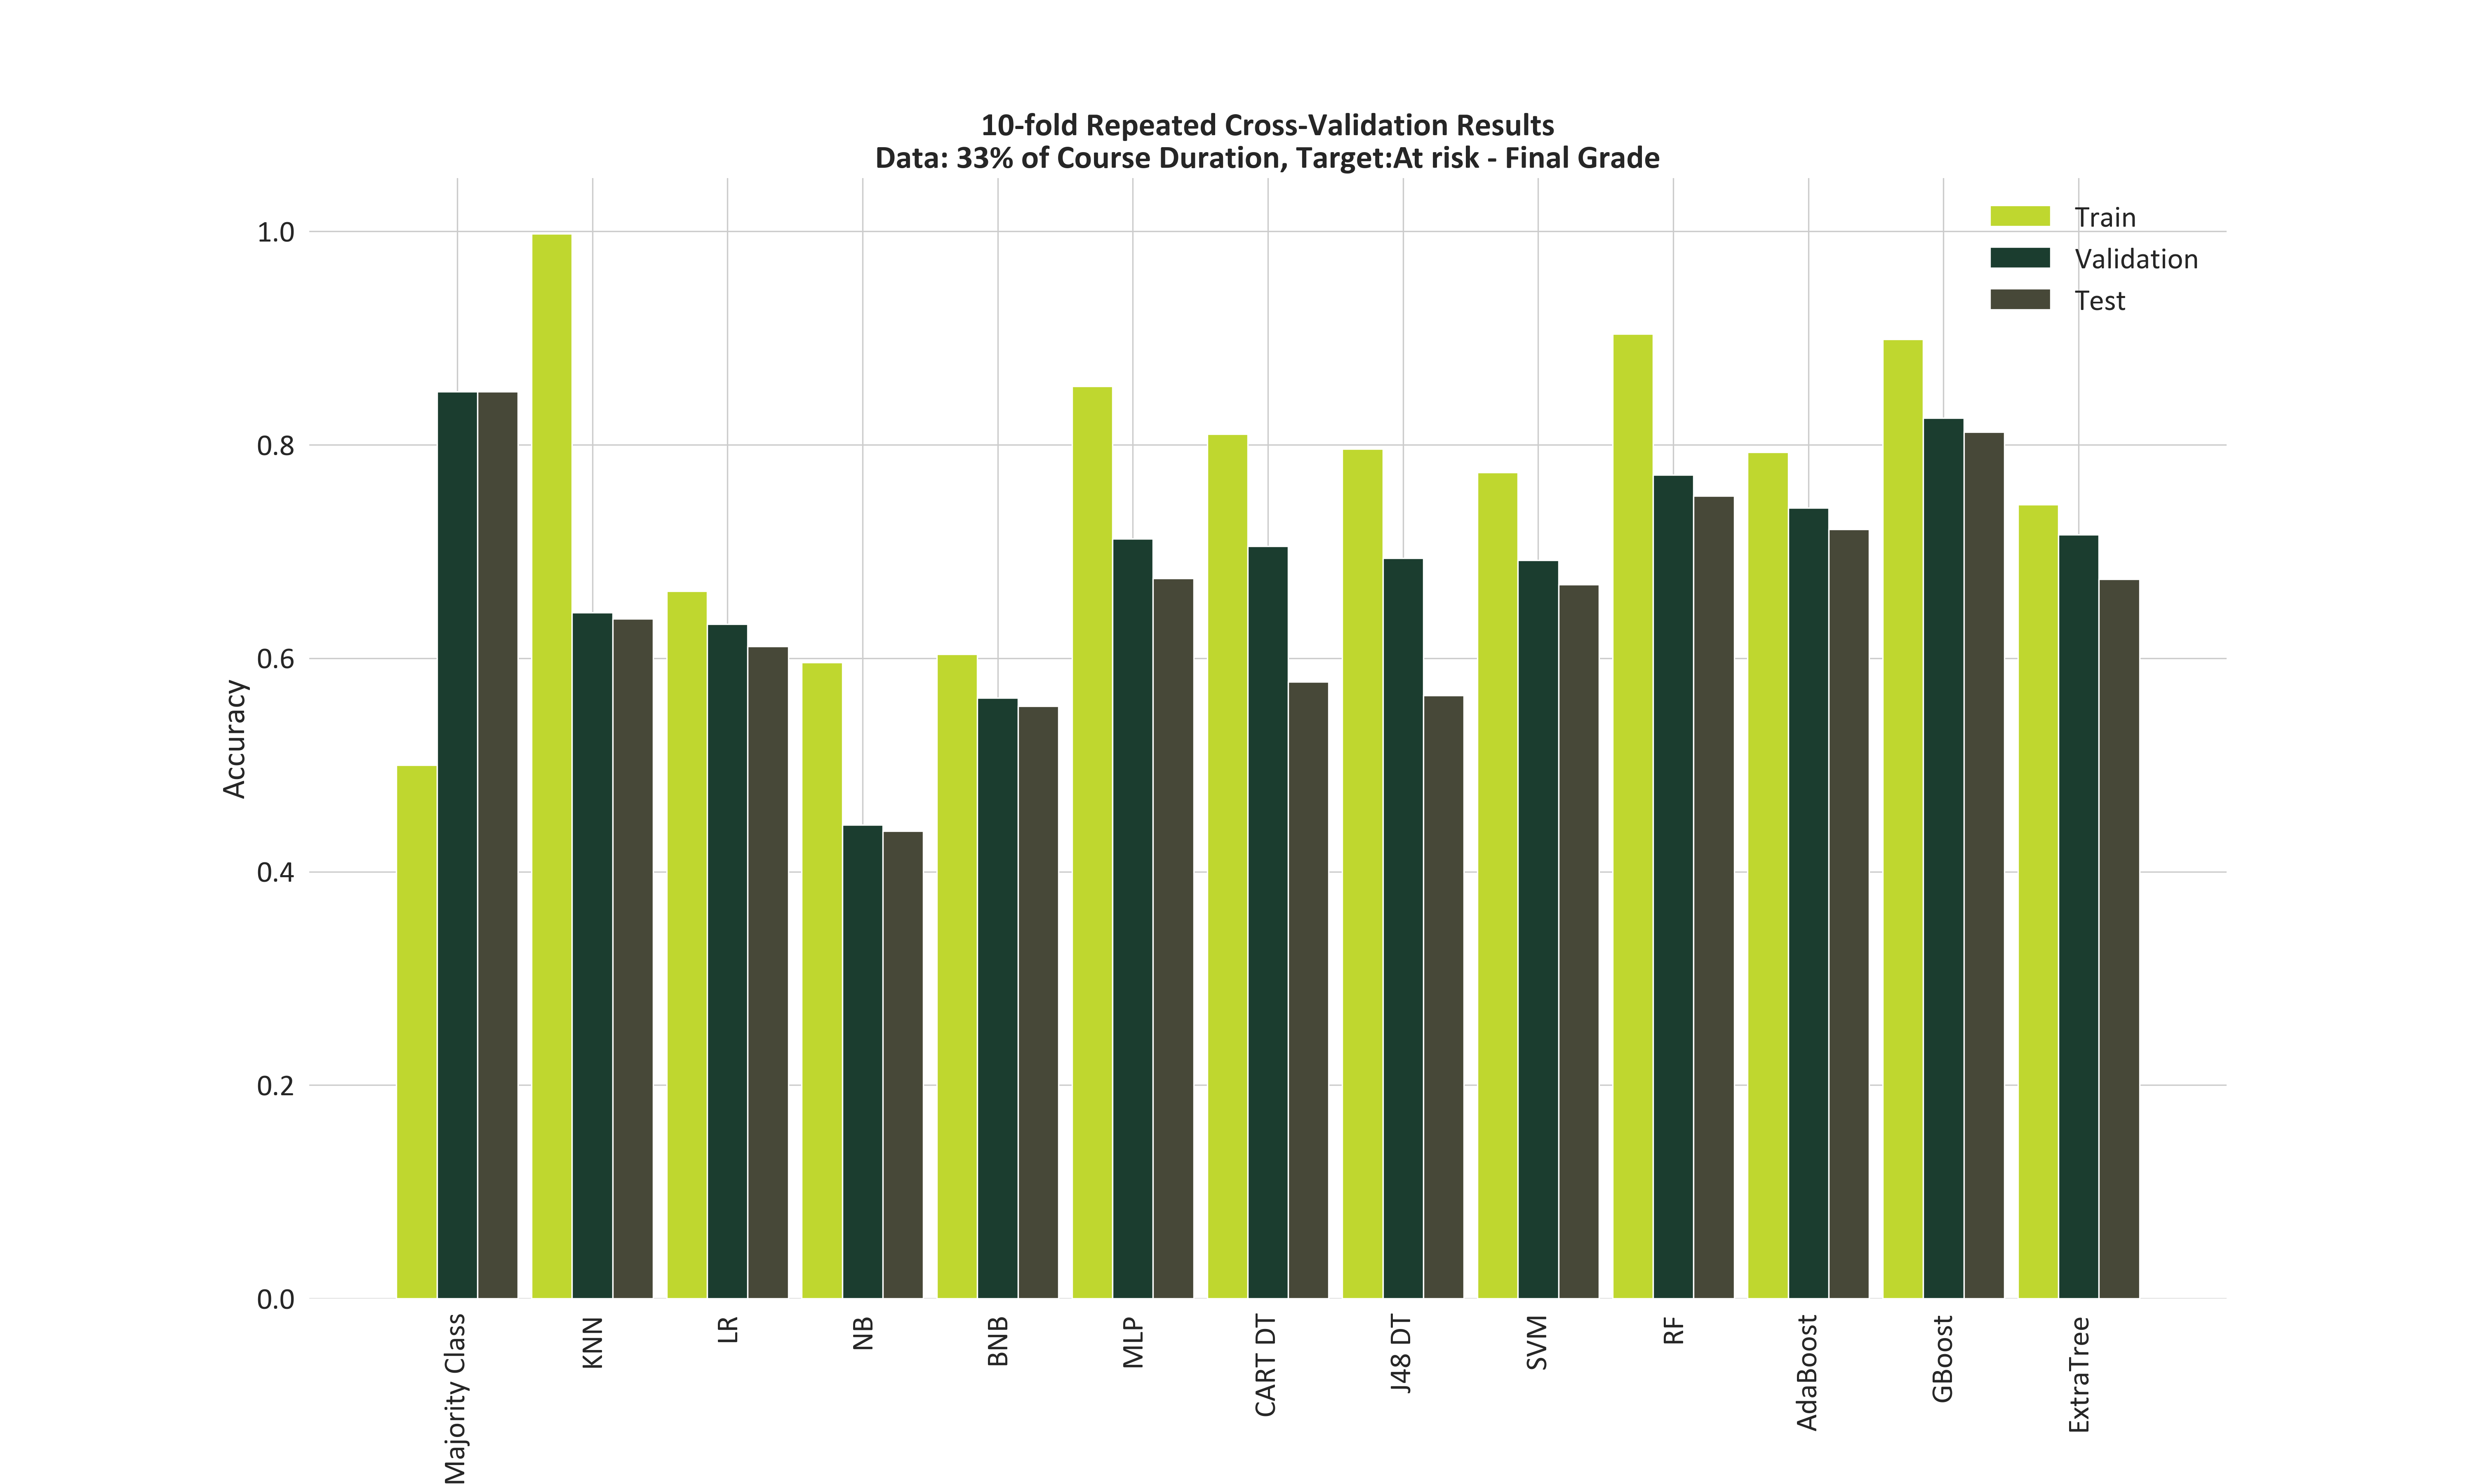 10-fold Repeated Cross-Validation Results
Data: 33% of Course Duration, Target:At risk - Final Grade
Train
Validation
Test
1.0
0.8
0.6
0.4
0.2
0.0
Accuracy
Majority Class
KNN
LR
NB
BNB
MLP
CART DT
J48 DT
SVM
RF
AdaBoost
GBoost
ExtraTree